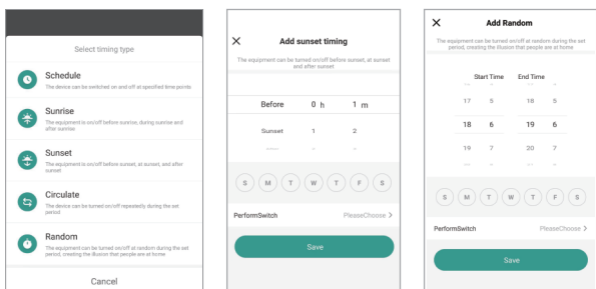 Select timing type
Schedule
The device can be switched on and off at specified time points
Sunrise
The equipment is on/off before sunrise, during sunrise and
after sunrise
Sunset
The equipment is on/off before sunset, at sunset, and after
sunset
Circulate
The device can be turned on/off repeatedly during the set
period
Random
The equipment can be turned on/off at random during the set
period, creating the illusion that people are at home
Cancel
Add sunset timing
The equipment can be turned on/off before sunset, at sunset
and after sunset
Before 0 h 1 m
Sunset 1 2
S M T W T F S
PerformSwitch PleaseChoose >
Save
Add Random
The equipment can be turned on/off at random during the set
period, creating the illusion that people are at home
Start Time End Time
17 5 18 5
18 6 19 6
19 7 20 7
S M T W T F S
PerformSwitch PleaseChoose >
Save